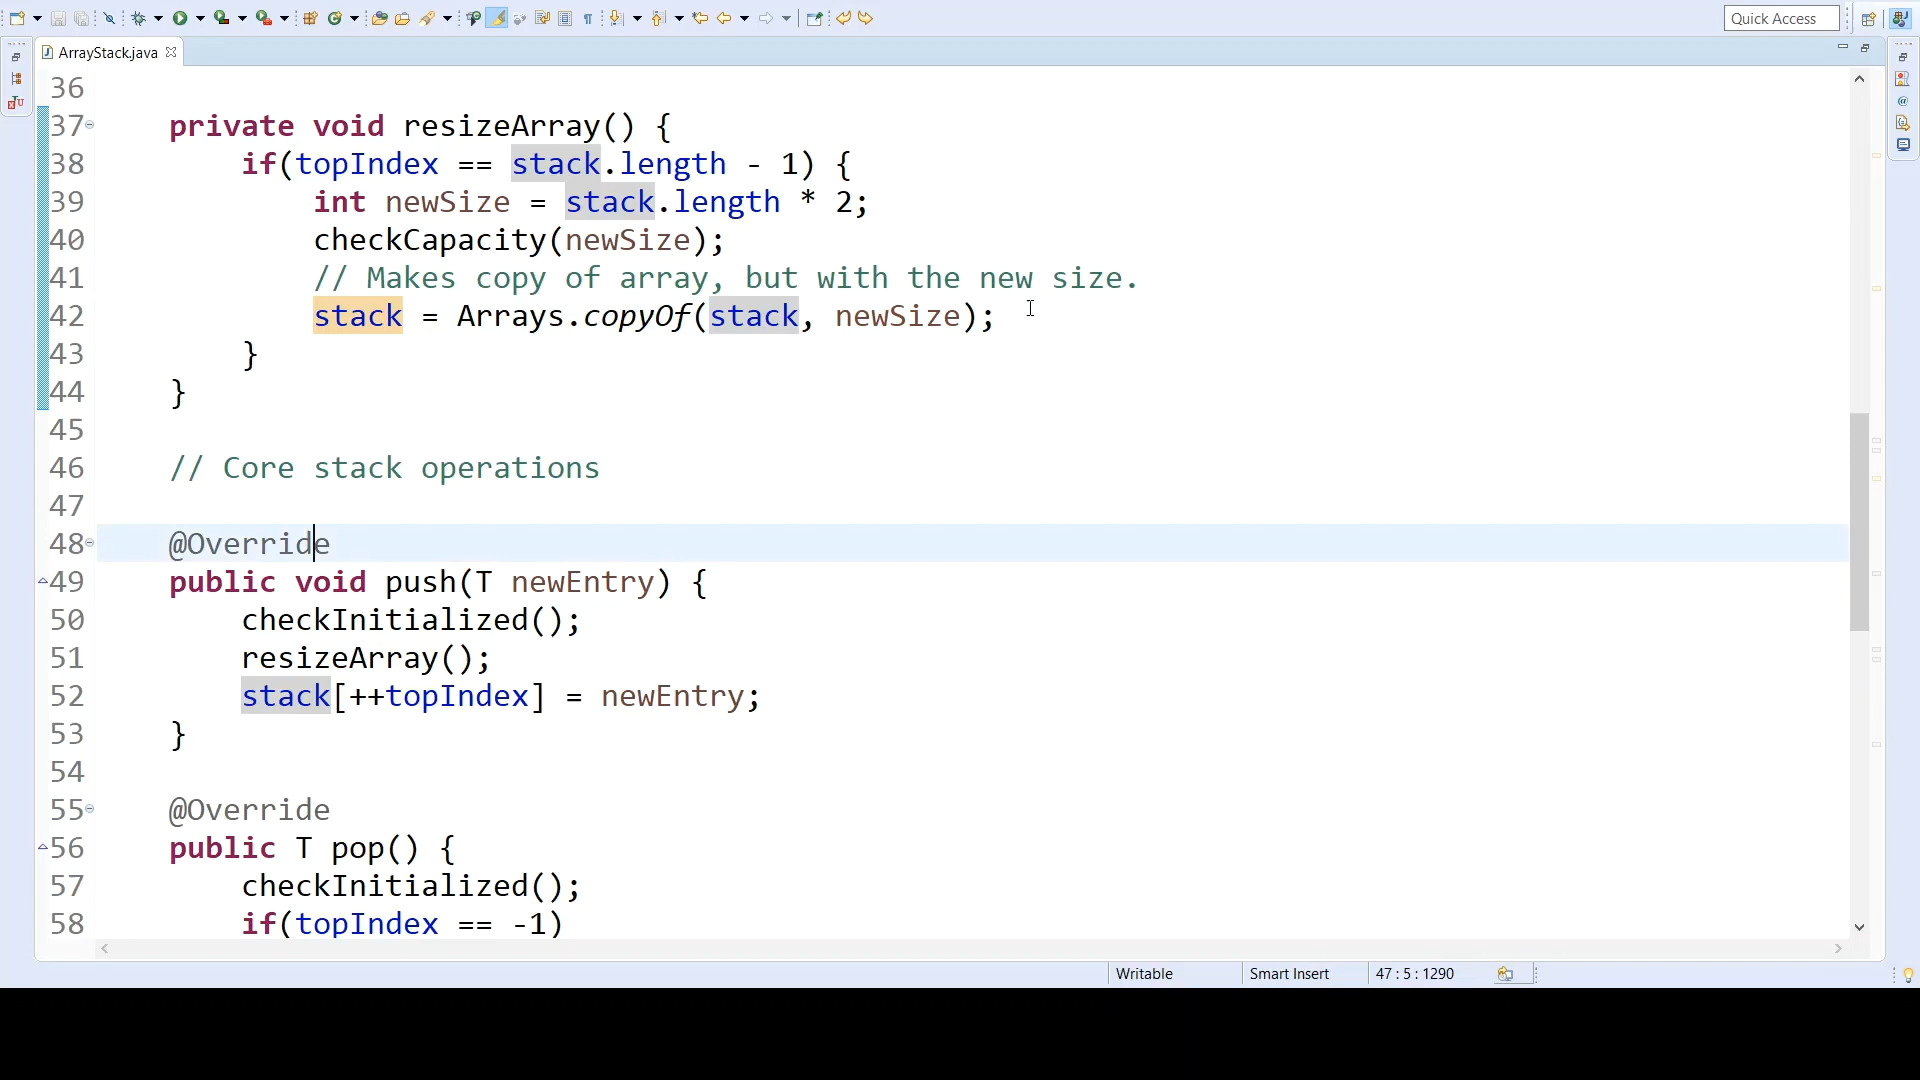 Quick Access
ArrayStack.java
36
37 private void resizeArray() {
38 if(topIndex == stack.length - 1) {
39 int newSize = stack.length * 2;
40 checkCapacity(newSize);
41 // Makes copy of array, but with the new size.
42 stack = Arrays.copyOf(stack, newSize);
43 }
44 }
45
46 // Core stack operations
47
48 @Override
49 public void push(T newEntry) {
50 checkInitialized();
51 resizeArray();
52 stack[++topIndex] = newEntry;
53 }
54
55 @Override
56 public T pop() {
57 checkInitialized();
58 if(topIndex == -1)
Writable Smart Insert 47 : 5 : 1290